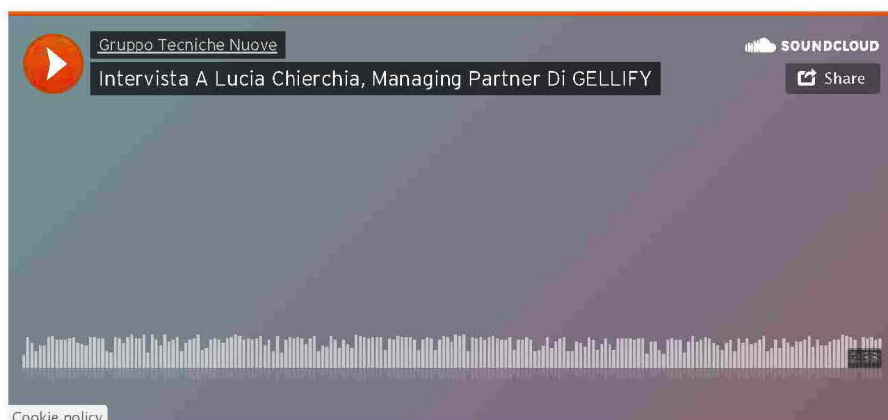 Gruppo Tecniche Nuove
SOUNDCLOUD
Intervista A Lucia Chierchia, Managing Partner Di GELLIFY
Share
Cookie policy